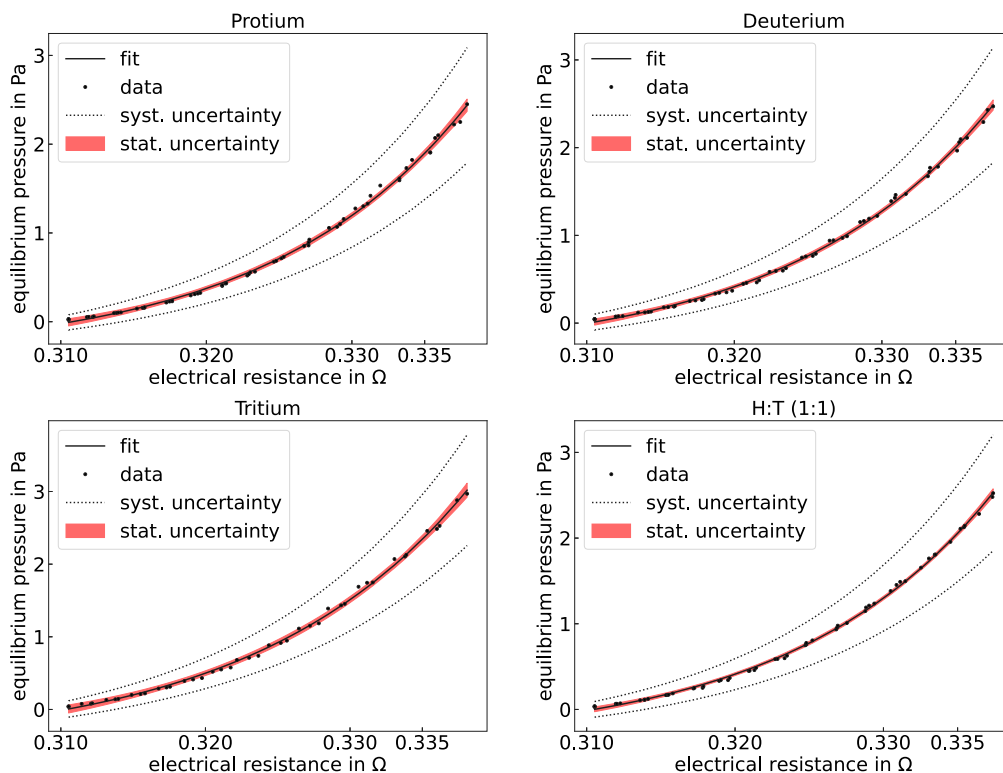 Protium
equilibrium pressure in Pa
3
2
1
0
fit
data
syst. uncertainty
stat. uncertainty
0.310
0.320
0.330
0.335
electrical resistance in Ω
Deuterium
equilibrium pressure in Pa
3
2
1
0
fit
data
syst. uncertainty
stat. uncertainty
0.310
0.320
0.330
0.335
electrical resistance in Ω
Tritium
equilibrium pressure in Pa
3
2
1
0
fit
data
syst. uncertainty
stat. uncertainty
0.310
0.320
0.330
0.335
electrical resistance in Ω
H:T (1:1)
equilibrium pressure in Pa
3
2
1
0
fit
data
syst. uncertainty
stat. uncertainty
0.310
0.320
0.330
0.335
electrical resistance in Ω